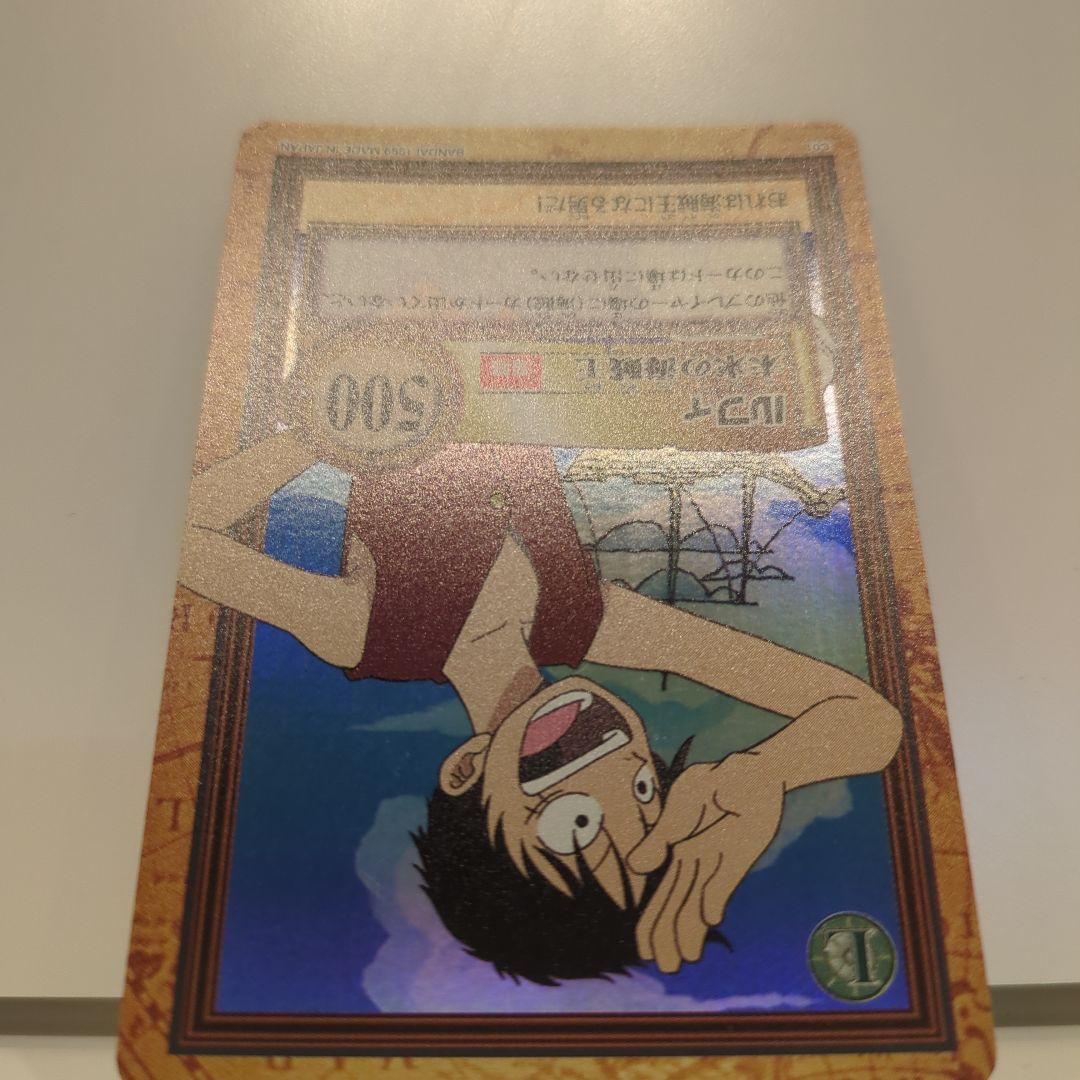 1
ルフィ
未来の海賊王
500
他のプレイヤーの場に(海賊)カードが出ていないと、
このカードは場に出せない。
おれは海賊王になる男だ!
BANDAI 1999 MADE IN JAPAN